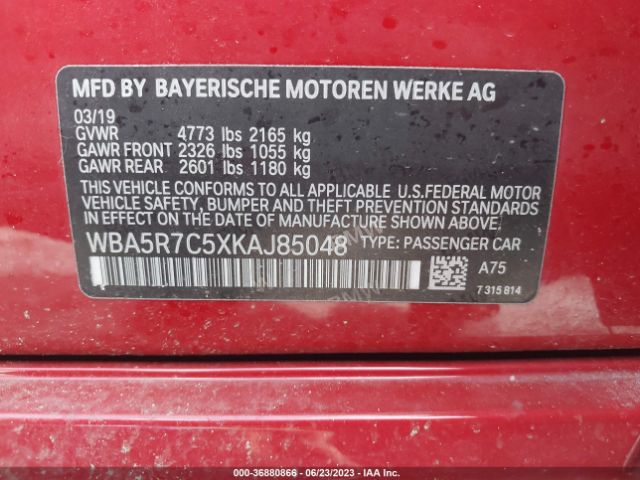 MFD BY BAYERISCHE MOTOREN WERKE AG
03/19
GVWR 4773 lbs 2165 kg
GAWR FRONT 2326 lbs 1055 kg
GAWR REAR 2601 lbs 1180 kg
THIS VEHICLE CONFORMS TO ALL APPLICABLE U.S.FEDERAL MOTOR
VEHICLE SAFETY, BUMPER AND THEFT PREVENTION STANDARDS
IN EFFECT ON THE DATE OF MANUFACTURE SHOWN ABOVE.
WBA5R7C5XKAJ85048 TYPE: PASSENGER CAR
A75
7 315 814
000-36880866 - 06/23/2023 - IAA Inc.